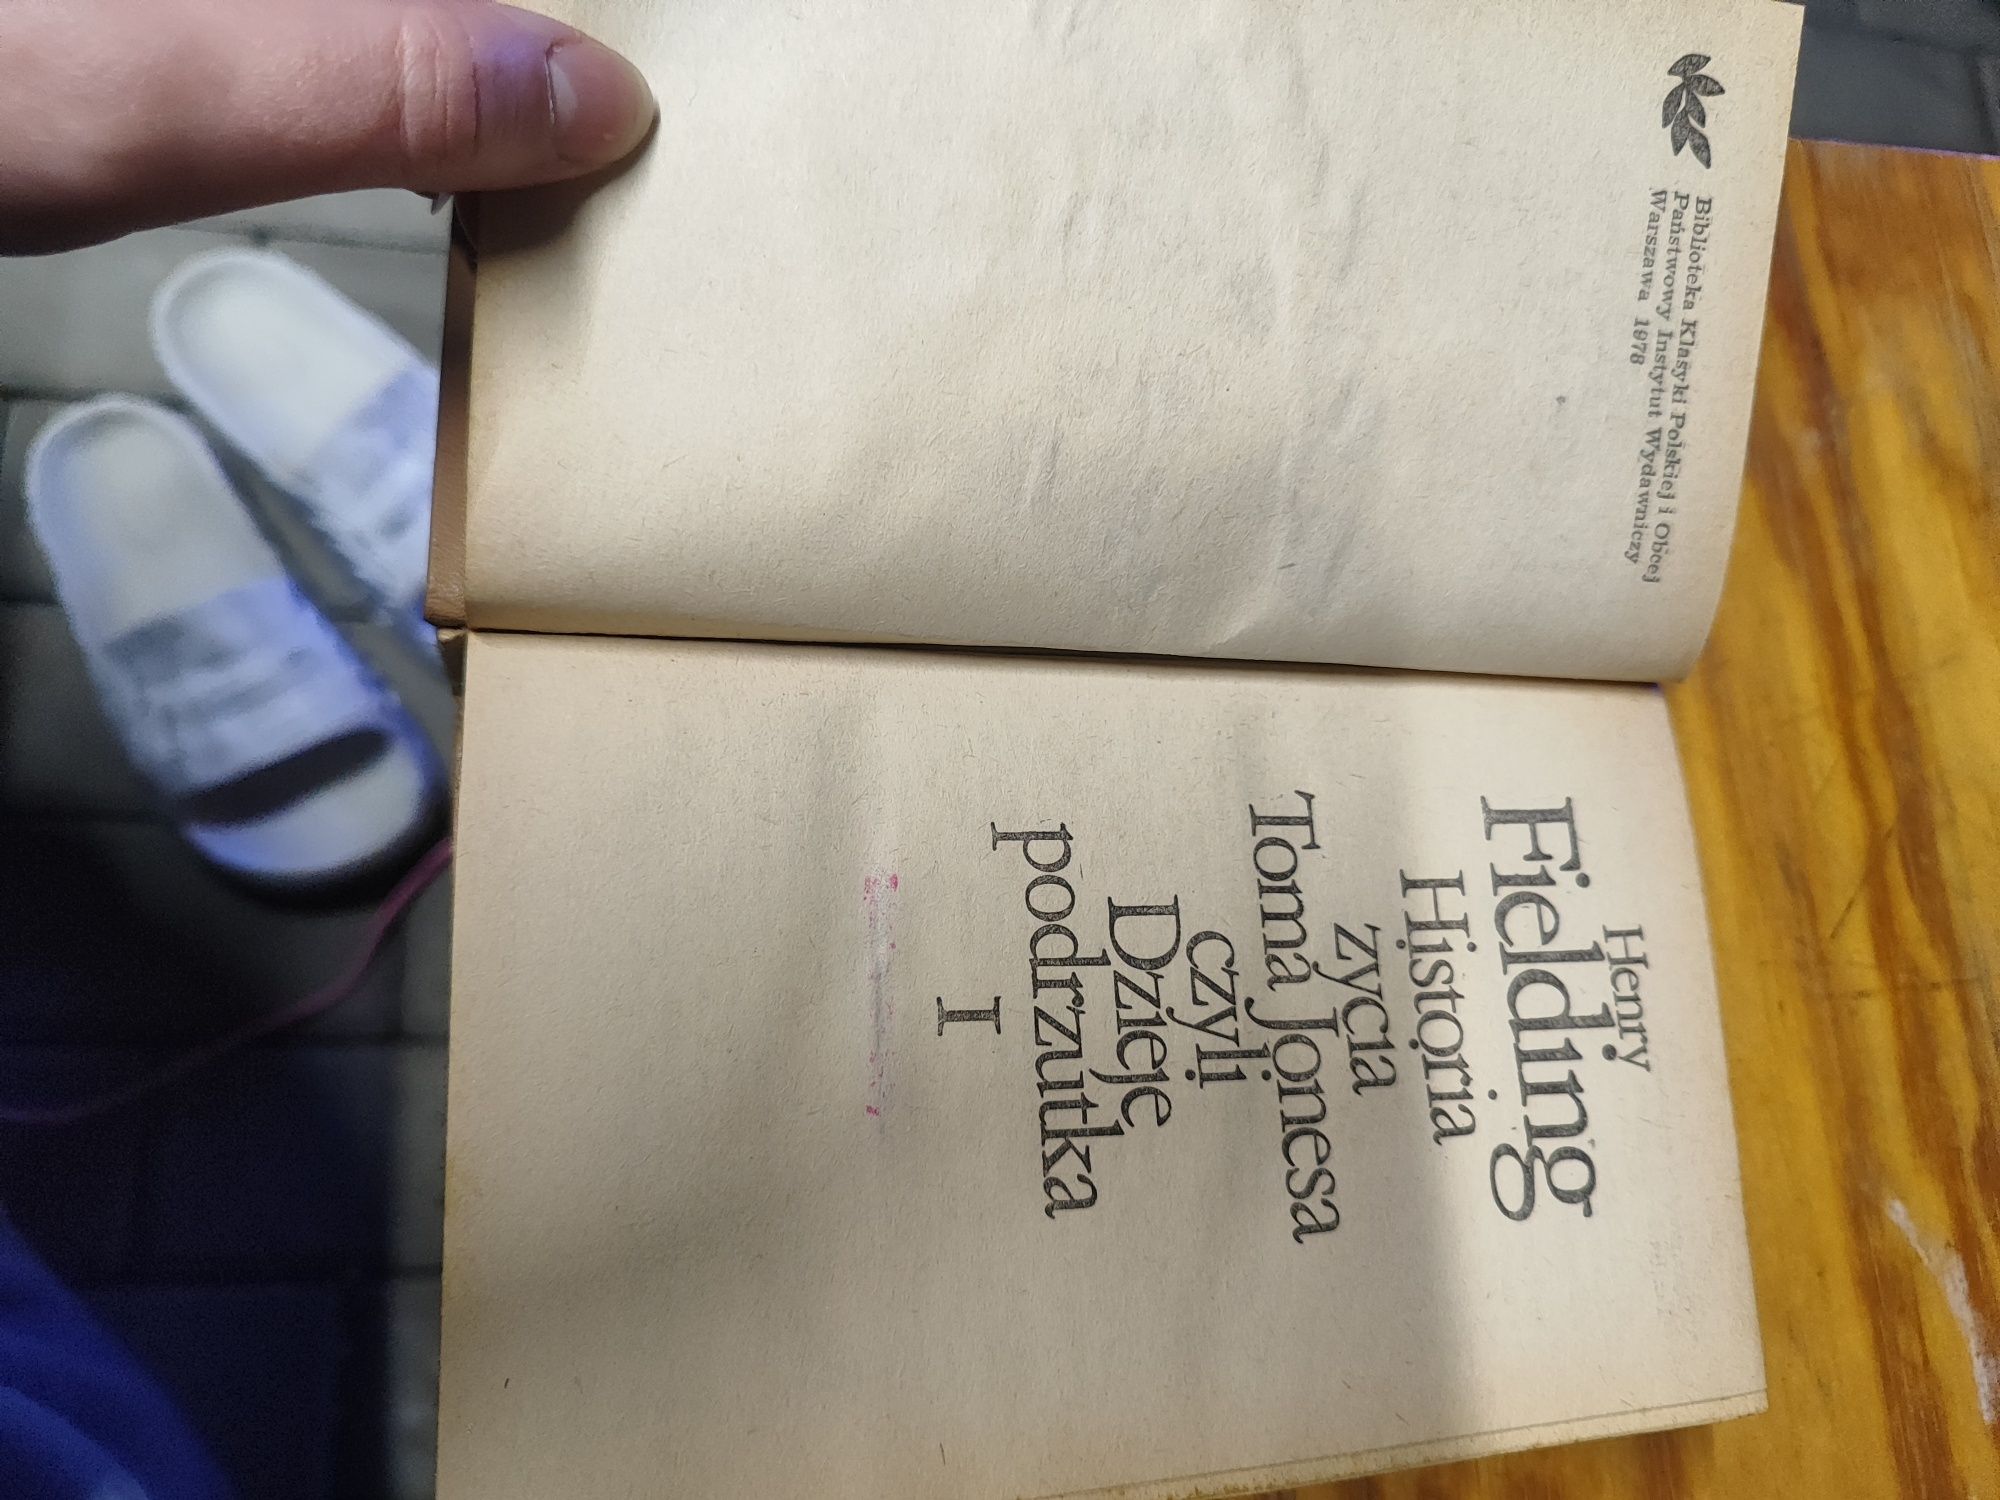 Biblioteka Klasyki Polskiej i Obcej
Państwowy Instytut Wydawniczy
Warszawa 1978
Henry
Fielding
Historia
życia
Toma Jonesa
czyli
Dzieje
podrzutka
I